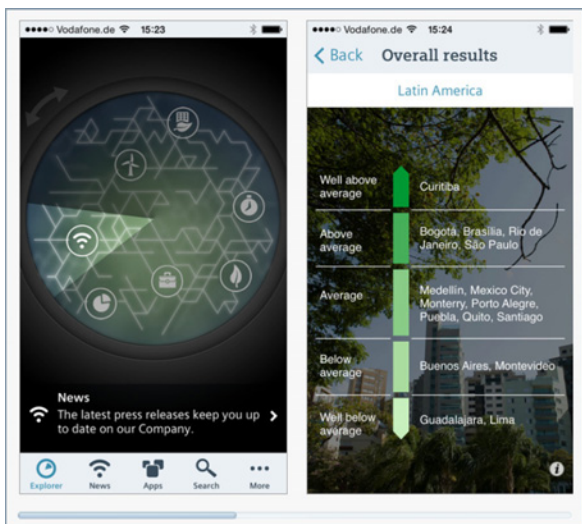 Vodafone.de 15:23
News
The latest press releases keep you up
to date on our Company.
Explorer News Apps Search More
Vodafone.de 15:24
Back Overall results
Latin America
Well above
average
Curitiba
Above
average
Bogotá, Brasília, Rio de
Janeiro, São Paulo
Average
Medellín, Mexico City,
Monterry, Porto Alegre,
Puebla, Quito, Santiago
Below
average
Buenos Aires, Montevideo
Well below
average
Guadalajara, Lima